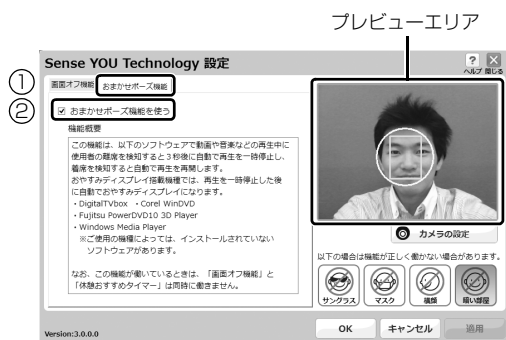 プレビューエリア
Sense YOU Technology 設定
ヘルプ 閉じる
① 画面オフ機能 おまかせポーズ機能
② おまかせポーズ機能を使う
機能概要
この機能は、以下のソフトウェアで動画や音楽などの再生中に
使用者の離席を検知すると3秒後に自動で再生を一時停止し、
着席を検知すると自動で再生を再開します。
おやすみディスプレイ搭載機種では、再生を一時停止した後
に自動でおやすみディスプレイになります。
・DigitalTVbox ・Corel WinDVD
・Fujitsu PowerDVD10 3D Player
・Windows Media Player
※ご使用の機種によっては、インストールされていない
ソフトウェアがあります。
なお、この機能が働いているときは、「画面オフ機能」と
「休憩おすすめタイマー」は同時に働きません。
カメラの設定
以下の場合は機能が正しく働かない場合があります。
サングラス マスク 横顔 暗い部屋
Version:3.0.0.0
OK キャンセル 適用